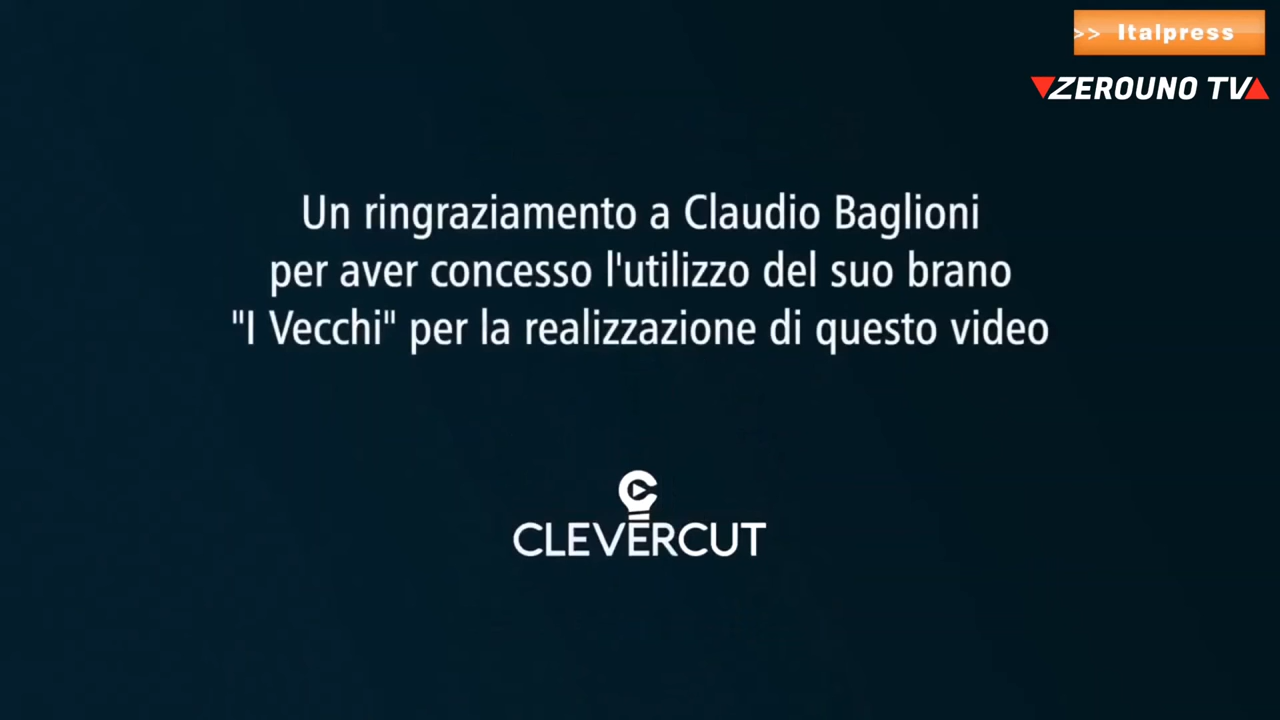 >> Italpress
ZEROUNO TV
Un ringraziamento a Claudio Baglioni
per aver concesso l'utilizzo del suo brano
"I Vecchi" per la realizzazione di questo video
CLEVERCUT